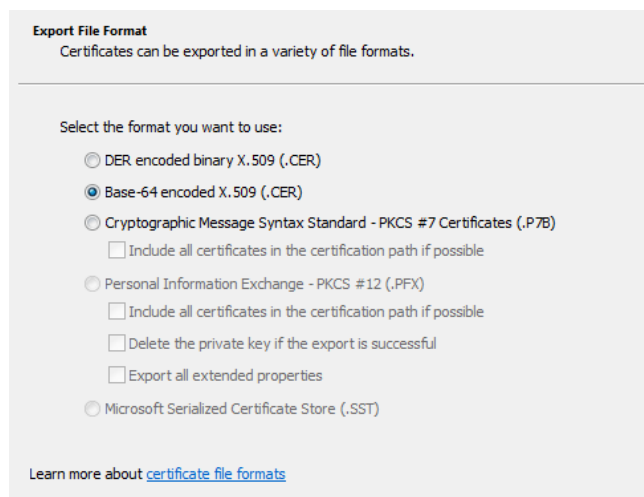 Export File Format
Certificates can be exported in a variety of file formats.
Select the format you want to use:
DER encoded binary X.509 (.CER)
Base-64 encoded X.509 (.CER)
Cryptographic Message Syntax Standard - PKCS #7 Certificates (.P7B)
Include all certificates in the certification path if possible
Personal Information Exchange - PKCS #12 (.PFX)
Include all certificates in the certification path if possible
Delete the private key if the export is successful
Export all extended properties
Microsoft Serialized Certificate Store (.SST)
Learn more about certificate file formats